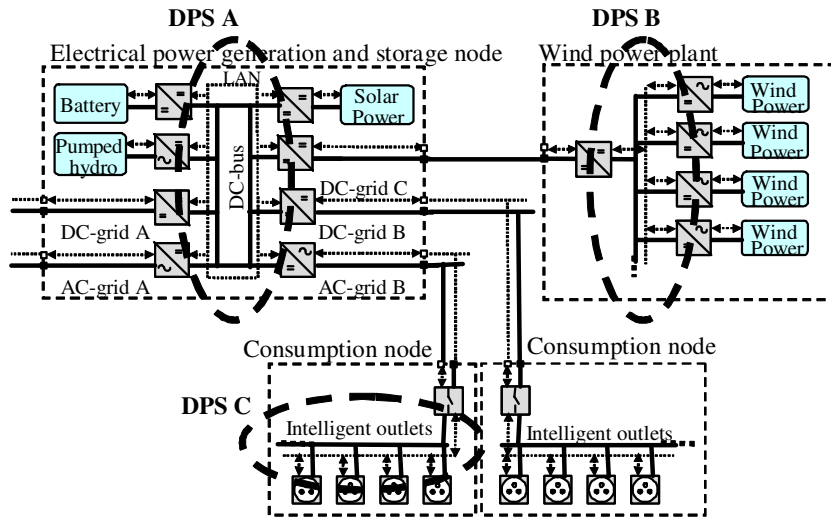 DPS A
DPS B
Electrical power generation and storage node
Wind power plant
LAN
Battery
Solar
Power
Wind
Power
Pumped
hydro
Wind
Power
DC-bus
DC-grid C
Wind
Power
DC-grid A
DC-grid B
Wind
Power
AC-grid A
AC-grid B
Consumption node
Consumption node
DPS C
Intelligent outlets
Intelligent outlets